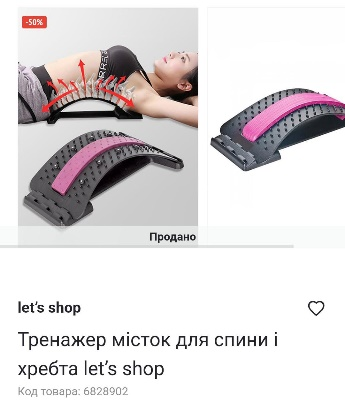 -50%
Продано
let's shop
Тренажер місток для спини і
хребта let's shop
Код товара: 6828902